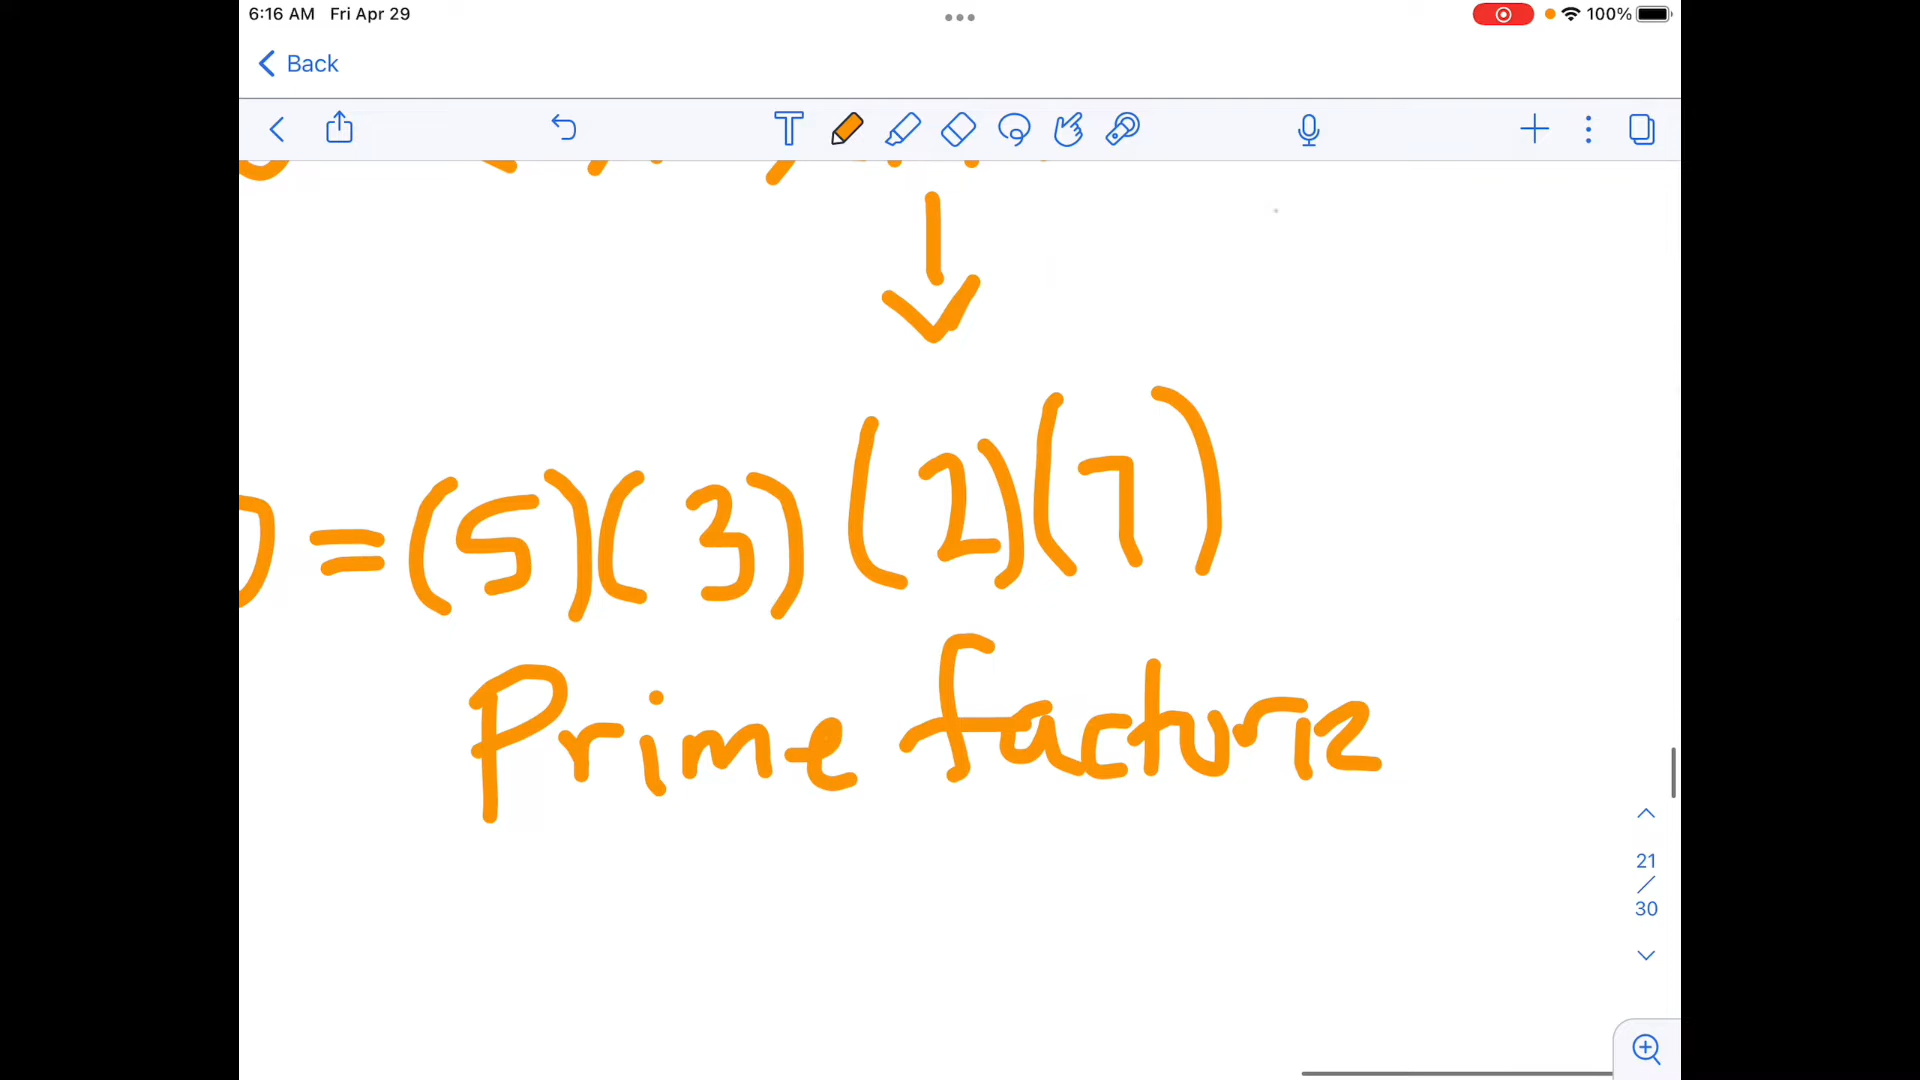 6:16 AM Fri Apr 29
100%
Back
T
= (5)(3)(2)(7)
Prime factoriz
21
/
30